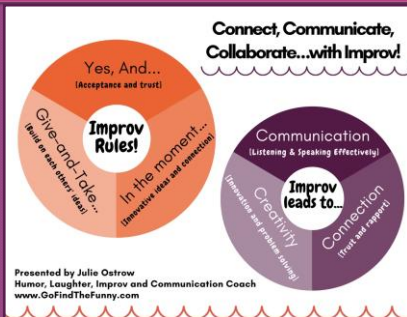 Connect, Communicate,
Collaborate...with Improv!
Yes, And...
(Acceptance and trust)
Give-and-Take...
(Build on each others' ideas)
In the moment...
(Innovative ideas and connection)
Improv
Rules!
Communication
(Listening & Speaking Effectively)
Creativity
(Innovation and problem solving)
Connection
(Trust and rapport)
Improv
leads to...
Presented by Julie Ostrow
Humor, Laughter, Improv and Communication Coach
www.GoFindTheFunny.com